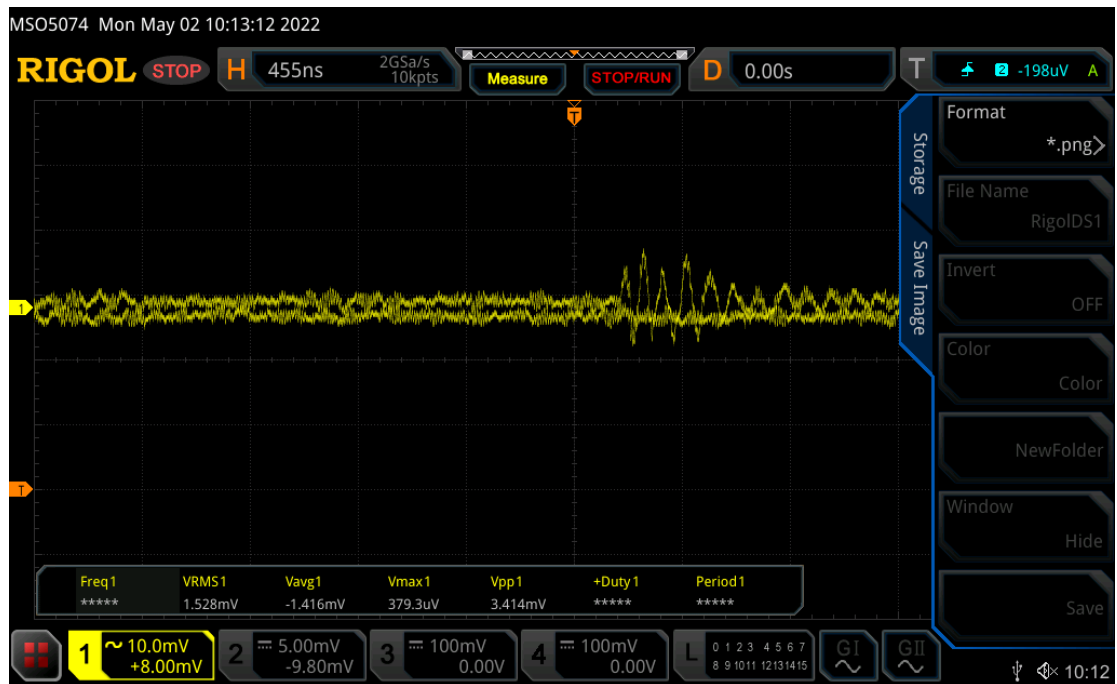 MSO5074 Mon May 02 10:13:12 2022
RIGOL STOP H 455ns 2GSa/s 10kpts Measure STOP/RUN D 0.00s T 2 -198uV A
T
Storage
Save Image
Format
*.png
File Name
RigolDS1
Invert
OFF
Color
Color
NewFolder
Window
Hide
Save
1
T
Freq1 VRMS1 Vavg1 Vmax1 Vpp1 +Duty1 Period1
***** 1.528mV -1.416mV 379.3uV 3.414mV ***** *****
1 10.0mV 2 5.00mV 3 100mV 4 100mV L 0 1 2 3 4 5 6 7 GI GII
+8.00mV -9.80mV 0.00V 0.00V 8 9 10 11 12 13 14 15
10:12